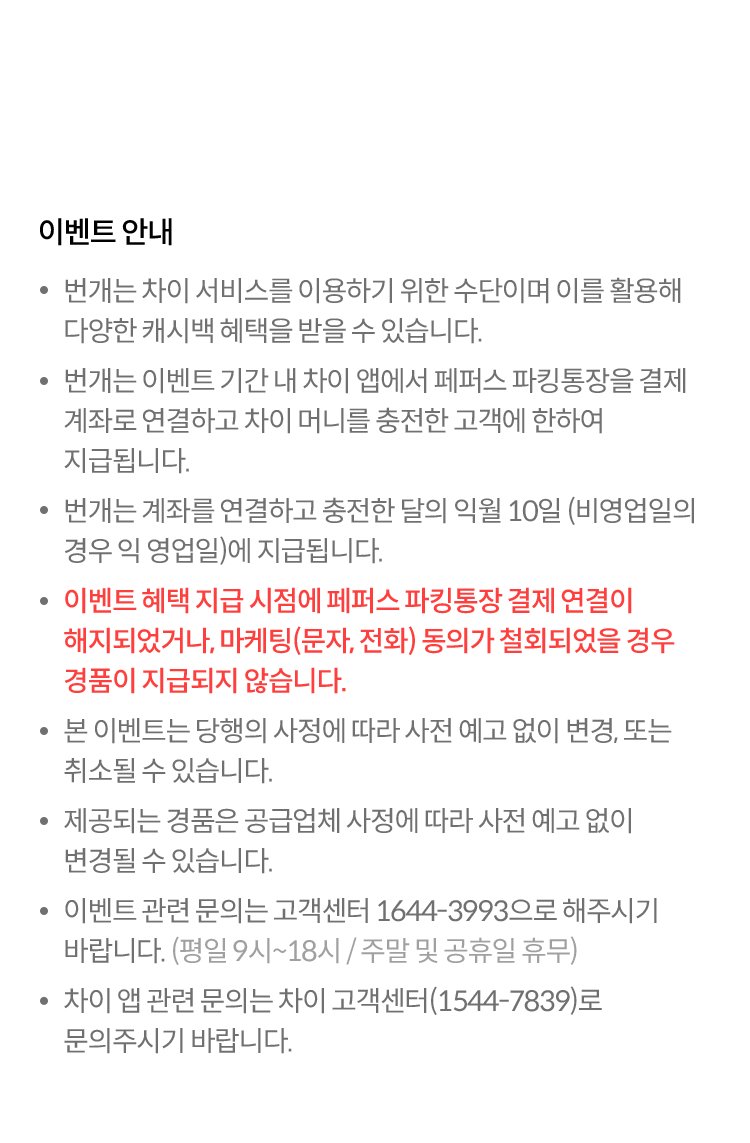 이벤트 안내
• 번개는 차이 서비스를 이용하기 위한 수단이며 이를 활용해
다양한 캐시백 혜택을 받을 수 있습니다.
• 번개는 이벤트 기간 내 차이 앱에서 페퍼스 파킹통장을 결제
계좌로 연결하고 차이 머니를 충전한 고객에 한하여
지급됩니다.
• 번개는 계좌를 연결하고 충전한 달의 익월 10일 (비영업일의
경우 익 영업일)에 지급됩니다.
• 이벤트 혜택 지급 시점에 페퍼스 파킹통장 결제 연결이
해지되었거나, 마케팅(문자, 전화) 동의가 철회되었을 경우
경품이 지급되지 않습니다.
• 본 이벤트는 당행의 사정에 따라 사전 예고 없이 변경, 또는
취소될 수 있습니다.
• 제공되는 경품은 공급업체 사정에 따라 사전 예고 없이
변경될 수 있습니다.
• 이벤트 관련 문의는 고객센터 1644-3993으로 해주시기
바랍니다. (평일 9시~18시 / 주말 및 공휴일 휴무)
• 차이 앱 관련 문의는 차이 고객센터(1544-7839)로
문의주시기 바랍니다.